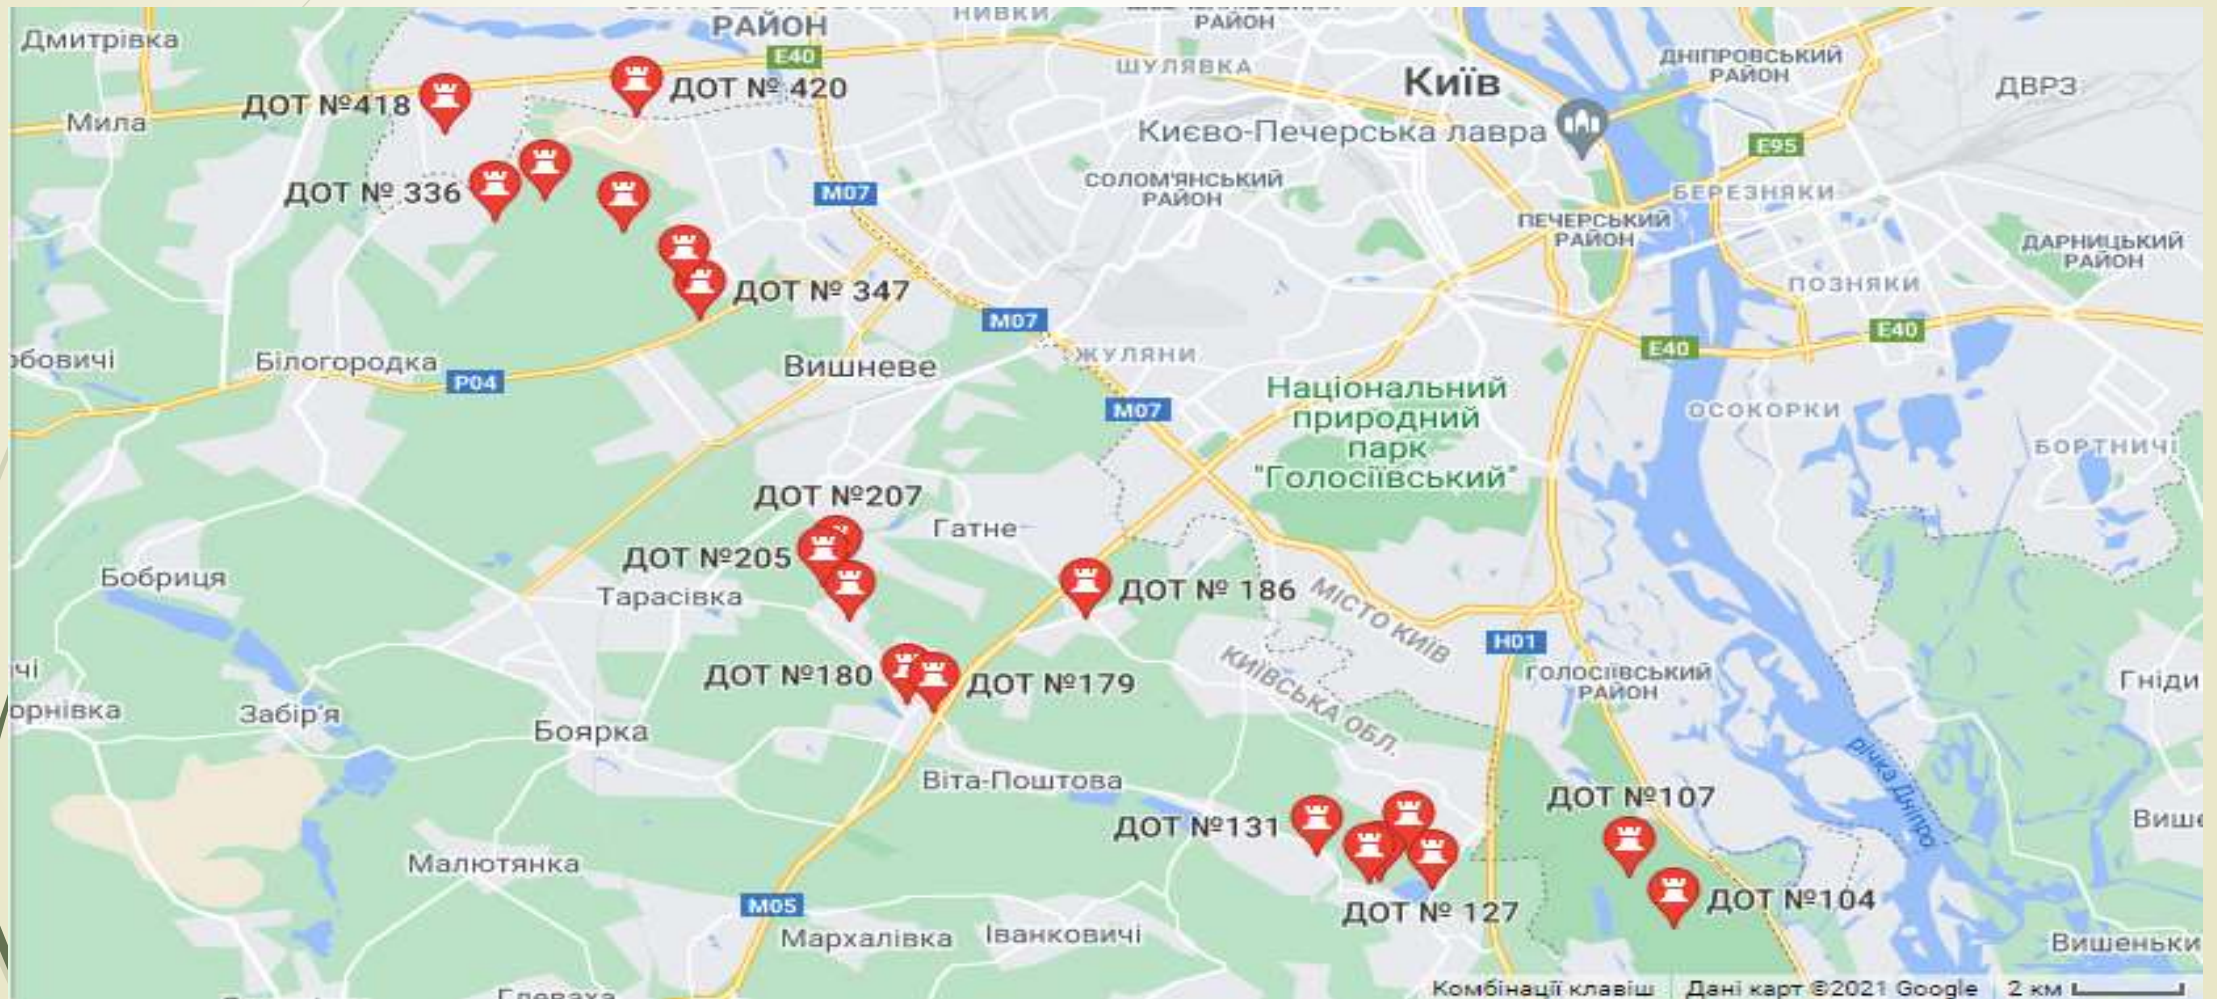 РАЙОН
НИВКИ
РАЙОН
Дмитрівка
E40
ДНІПРОВСЬКИЙ
РАЙОН
ШУЛЯВКА
Київ
ДОТ № 420
ДВРЗ
ДОТ №418
Мила
Києво-Печерська лавра
E95
ДОТ № 336
M07
СОЛОМ'ЯНСЬКИЙ
РАЙОН
БЕРЕЗНЯКИ
ПЕЧЕРСЬКИЙ
РАЙОН
ДАРНИЦЬКИЙ
РАЙОН
ДОТ № 347
ПОЗНЯКИ
M07
E40
E40
Білогородка
Вишневе
ЖУЛЯНИ
P04
M07
Національний
природний
парк
"Голосіївський"
ОСОКОРКИ
БОРТНИЧІ
ДОТ №207
Гатне
ДОТ №205
Бобриця
Тарасівка
ДОТ № 186
МІСТО КИЇВ
H01
КИЇВСЬКА ОБЛ.
ДОТ №180
ДОТ №179
ГОЛОСІЇВСЬКИЙ
РАЙОН
Гніди
Забір'я
Боярка
річка Дніпро
Віта-Поштова
ДОТ №107
ДОТ №131
Малютянка
M05
ДОТ № 127
ДОТ №104
Мархалівка
Іванковичі
Вишеньки
Глеваха
Комбінації клавіш
Дані карт ©2021 Google
2 км